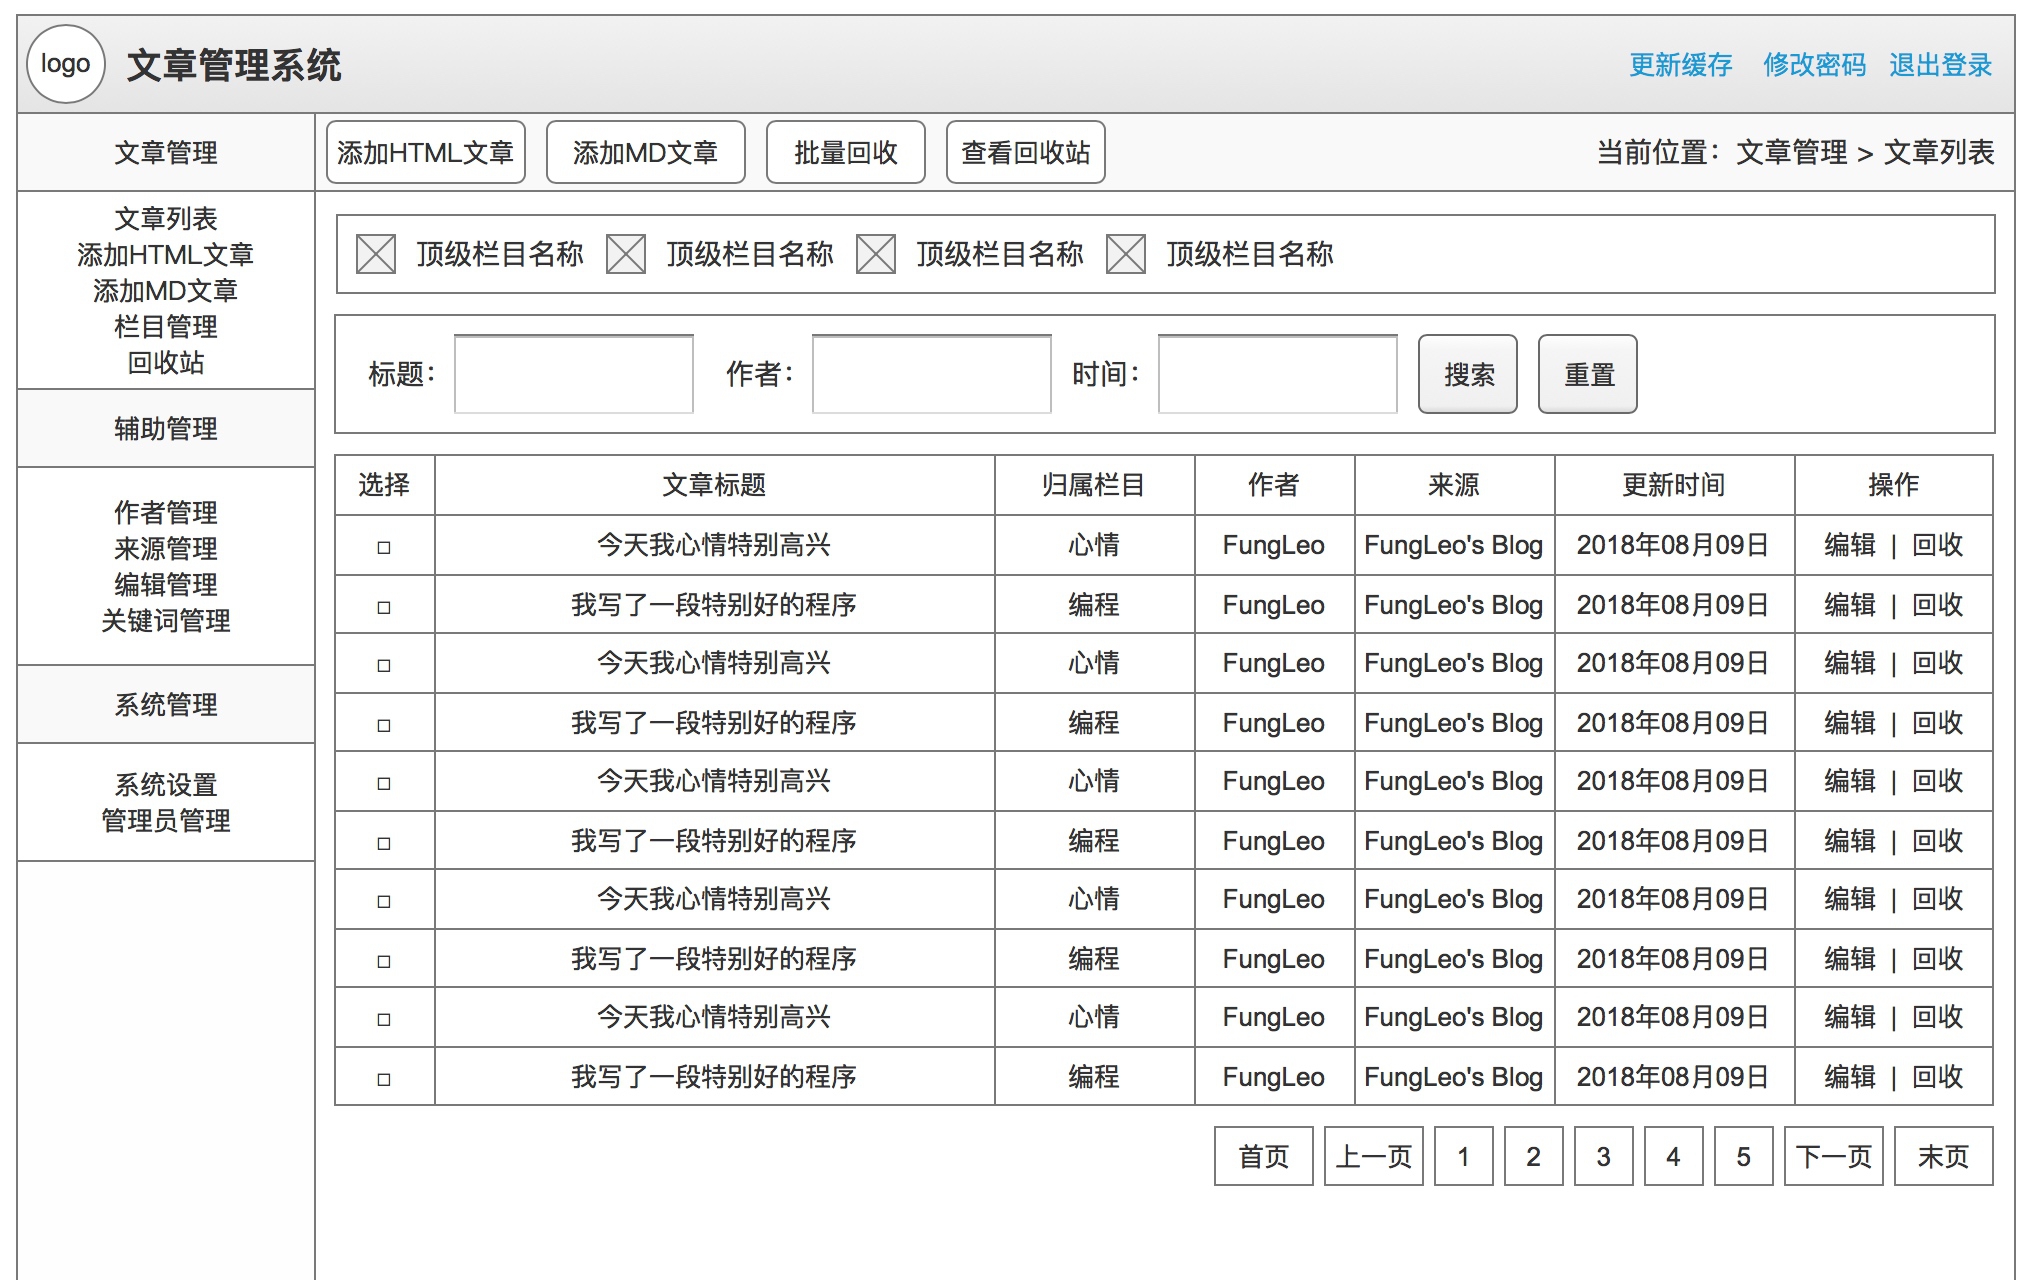 logo 文章管理系统 更新缓存 修改密码 退出登录
文章管理
添加HTML文章 添加MD文章 批量回收 查看回收站 当前位置：文章管理 > 文章列表
文章列表
添加HTML文章
添加MD文章
栏目管理
回收站
辅助管理
作者管理
来源管理
编辑管理
关键词管理
系统管理
系统设置
管理员管理
顶级栏目名称 顶级栏目名称 顶级栏目名称 顶级栏目名称
标题： 作者： 时间： 搜索 重置
选择 文章标题 归属栏目 作者 来源 更新时间 操作
今天我心情特别高兴 心情 FungLeo FungLeo's Blog 2018年08月09日 编辑 | 回收
我写了一段特别好的程序 编程 FungLeo FungLeo's Blog 2018年08月09日 编辑 | 回收
今天我心情特别高兴 心情 FungLeo FungLeo's Blog 2018年08月09日 编辑 | 回收
我写了一段特别好的程序 编程 FungLeo FungLeo's Blog 2018年08月09日 编辑 | 回收
今天我心情特别高兴 心情 FungLeo FungLeo's Blog 2018年08月09日 编辑 | 回收
我写了一段特别好的程序 编程 FungLeo FungLeo's Blog 2018年08月09日 编辑 | 回收
今天我心情特别高兴 心情 FungLeo FungLeo's Blog 2018年08月09日 编辑 | 回收
我写了一段特别好的程序 编程 FungLeo FungLeo's Blog 2018年08月09日 编辑 | 回收
今天我心情特别高兴 心情 FungLeo FungLeo's Blog 2018年08月09日 编辑 | 回收
我写了一段特别好的程序 编程 FungLeo FungLeo's Blog 2018年08月09日 编辑 | 回收
首页 上一页 1 2 3 4 5 下一页 末页